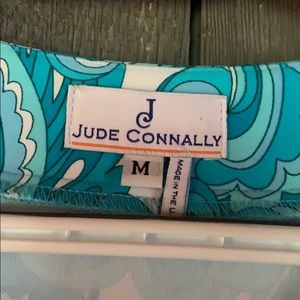 J
JUDE CONNALLY
M
MADE IN THE U